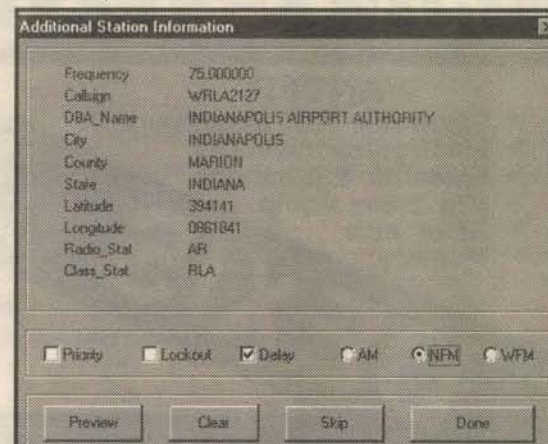 Additional Station Information
Frequency 75.000000
Callsign WRLA2127
DBA_Name INDIANAPOLIS AIRPORT AUTHORITY
City INDIANAPOLIS
County MARION
State INDIANA
Latitude 394141
Longitude 0861841
Radio_Stat AR
Class_Stat RLA
Priority Lockout Delay AM NFM WFM
Preview Clear Skip Done